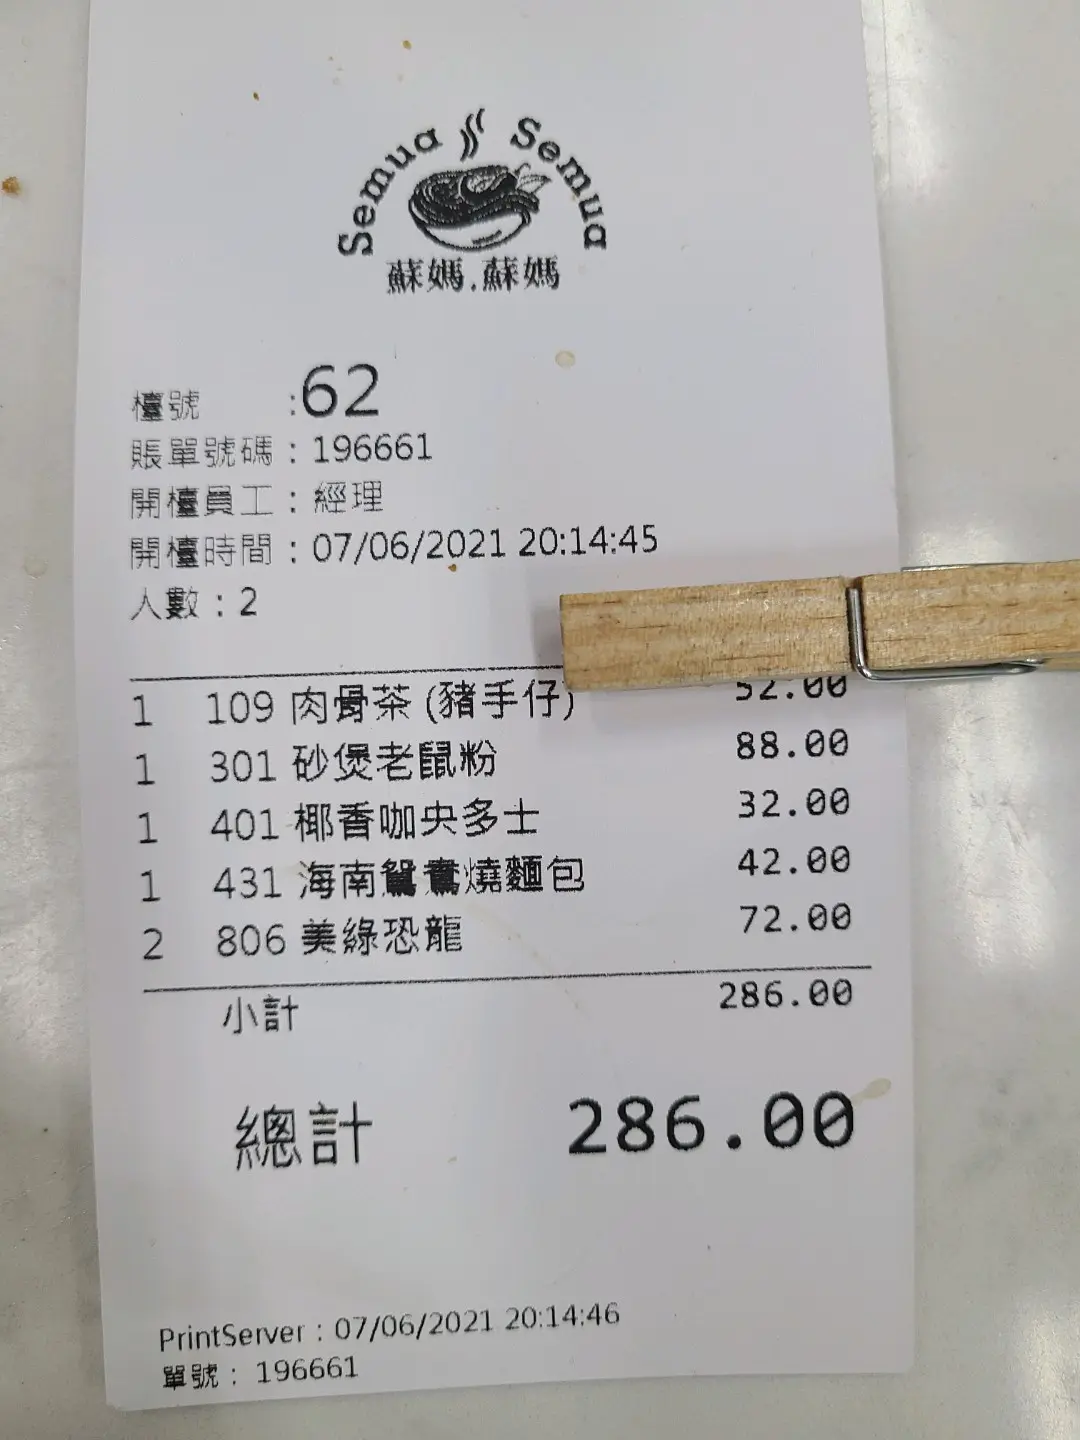 Semua Semua
蘇媽.蘇媽
檯號 :62
賬單號碼 : 196661
開檯員工 : 經理
開檯時間 : 07/06/2021 20:14:45
人數 : 2
1 109 肉骨茶 (豬手仔) 52.00
1 301 砂煲老鼠粉 88.00
1 401 椰香咖央多士 32.00
1 431 海南鴛鴦燒麵包 42.00
2 806 美綠恐龍 72.00
小計 286.00
總計 286.00
PrintServer : 07/06/2021 20:14:46
單號 : 196661